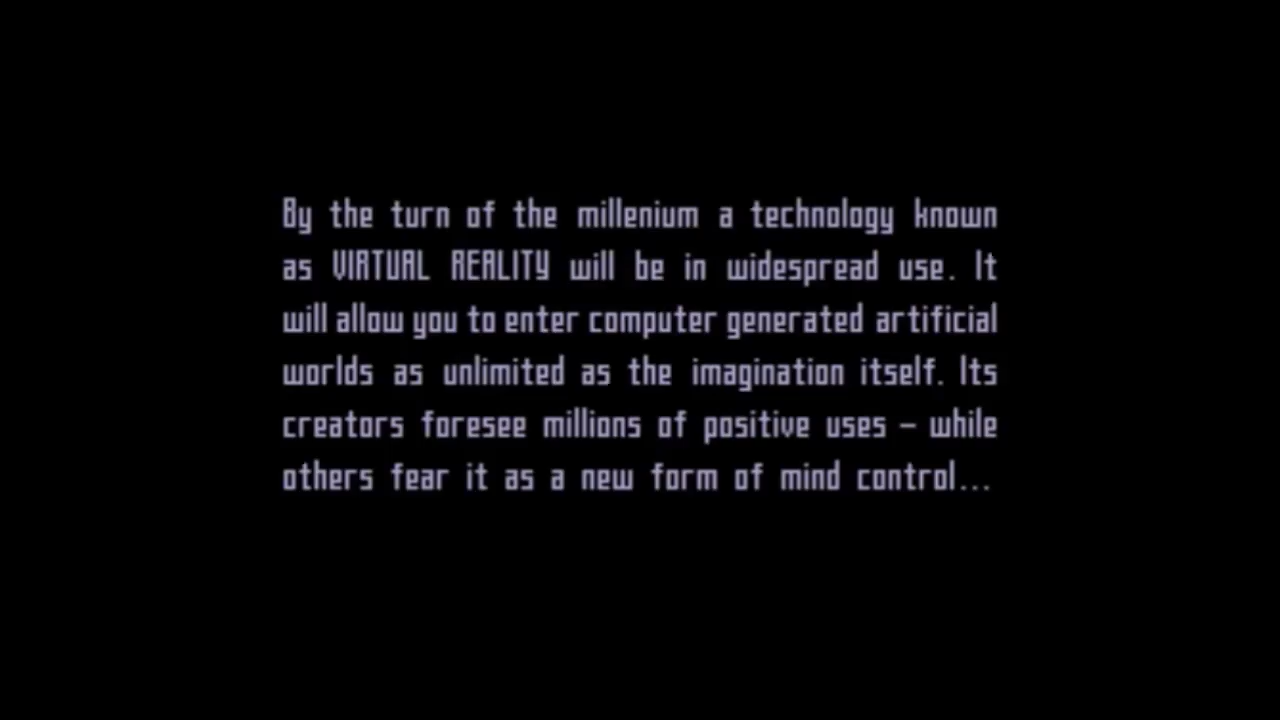 By the turn of the millenium a technology known
as VIRTUAL REALITY will be in widespread use. It
will allow you to enter computer generated artificial
worlds as unlimited as the imagination itself. Its
creators foresee millions of positive uses – while
others fear it as a new form of mind control...